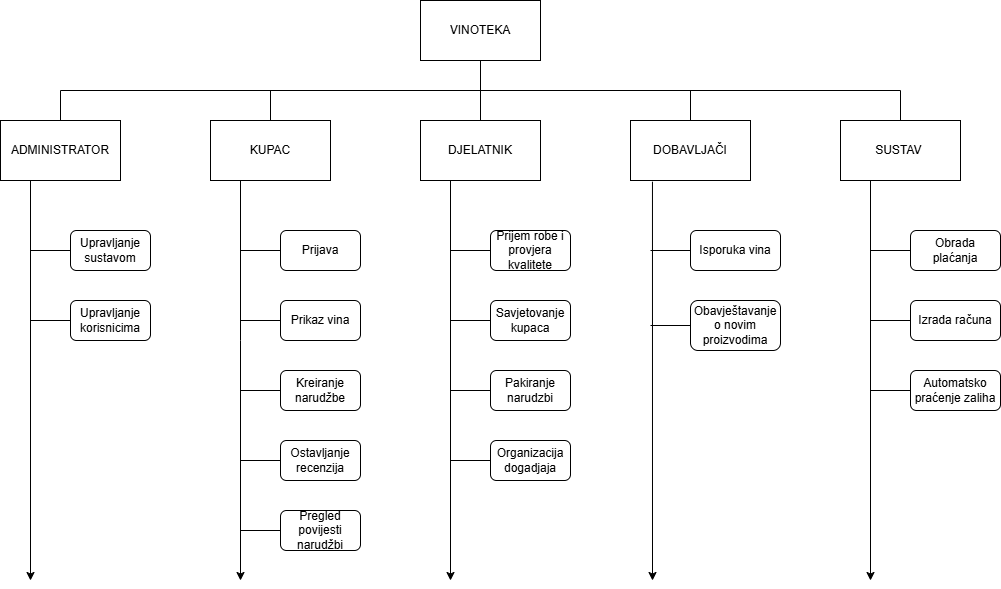 VINOTEKA
ADMINISTRATOR
KUPAC
DJELATNIK
DOBAVLJAČI
SUSTAV
Upravljanje
sustavom
Upravljanje
korisnicima
Prijava
Prikaz vina
Kreiranje
narudžbe
Ostavljanje
recenzija
Pregled
povijesti
narudžbi
Prijem robe i
provjera
kvalitete
Savjetovanje
kupaca
Pakiranje
narudzbi
Organizacija
dogadjaja
Isporuka vina
Obavještavanje
o novim
proizvodima
Obrada
plaćanja
Izrada računa
Automatsko
praćenje zaliha